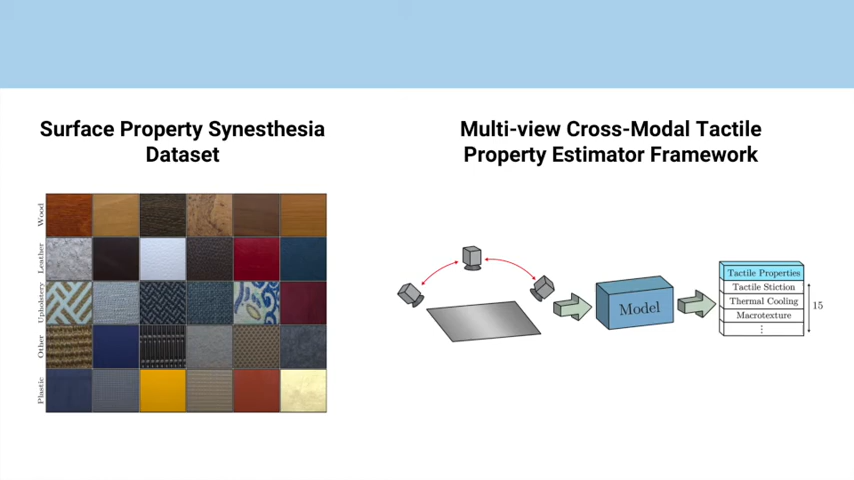 Surface Property Synesthesia
Dataset
Wood
Leather
Upholstery
Other
Plastic
Multi-view Cross-Modal Tactile
Property Estimator Framework
Model
Tactile Properties
Tactile Stiction
Thermal Cooling
Macrotexture
⋮
15